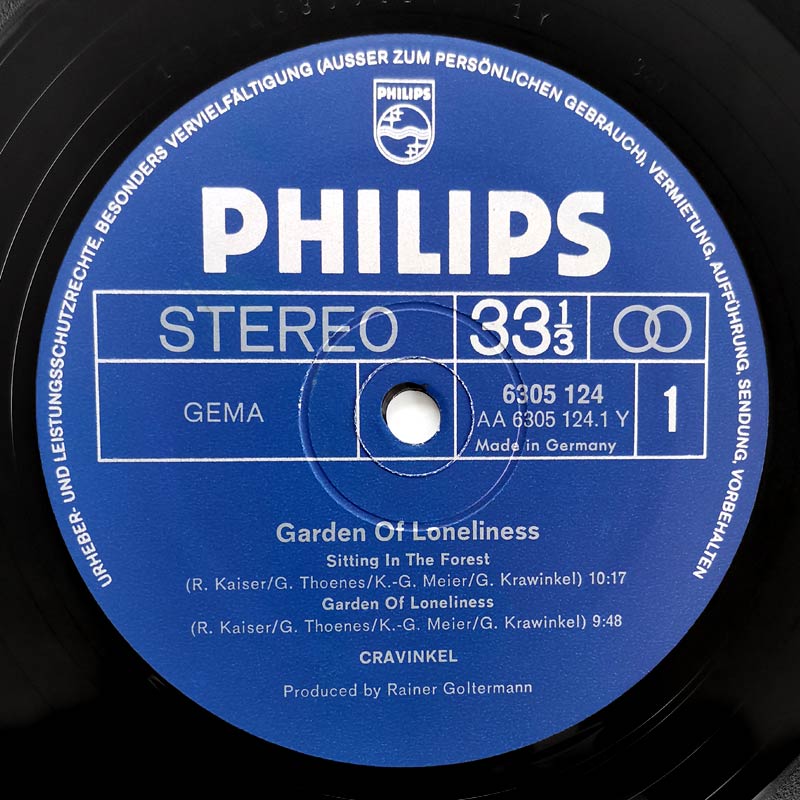 URHEBER- UND LEISTUNGSSCHUTZRECHTE, BESONDERS VERVIELFÄLTIGUNG (AUSSER ZUM PERSÖNLICHEN GEBRAUCH), VERMIETUNG, AUFFÜHRUNG, SENDUNG, VORBEHALTEN
PHILIPS
PHILIPS
STEREO 33 1/3
GEMA
6305 124
AA 6305 124.1 Y
Made in Germany
1
Garden Of Loneliness
Sitting In The Forest
(R. Kaiser/G. Thoenes/K.-G. Meier/G. Krawinkel) 10:17
Garden Of Loneliness
(R. Kaiser/G. Thoenes/K.-G. Meier/G. Krawinkel) 9:48
CRAVINKEL
Produced by Rainer Goltermann